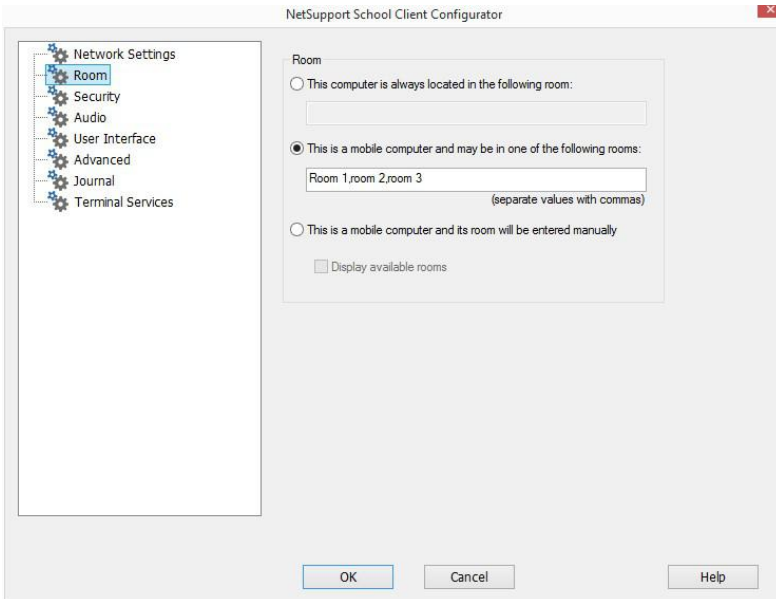 NetSupport School Client Configurator
Network Settings
Room
Security
Audio
User Interface
Advanced
Journal
Terminal Services
Room
This computer is always located in the following room:
This is a mobile computer and may be in one of the following rooms:
Room 1,room 2,room 3
(separate values with commas)
This is a mobile computer and its room will be entered manually
Display available rooms
OK
Cancel
Help